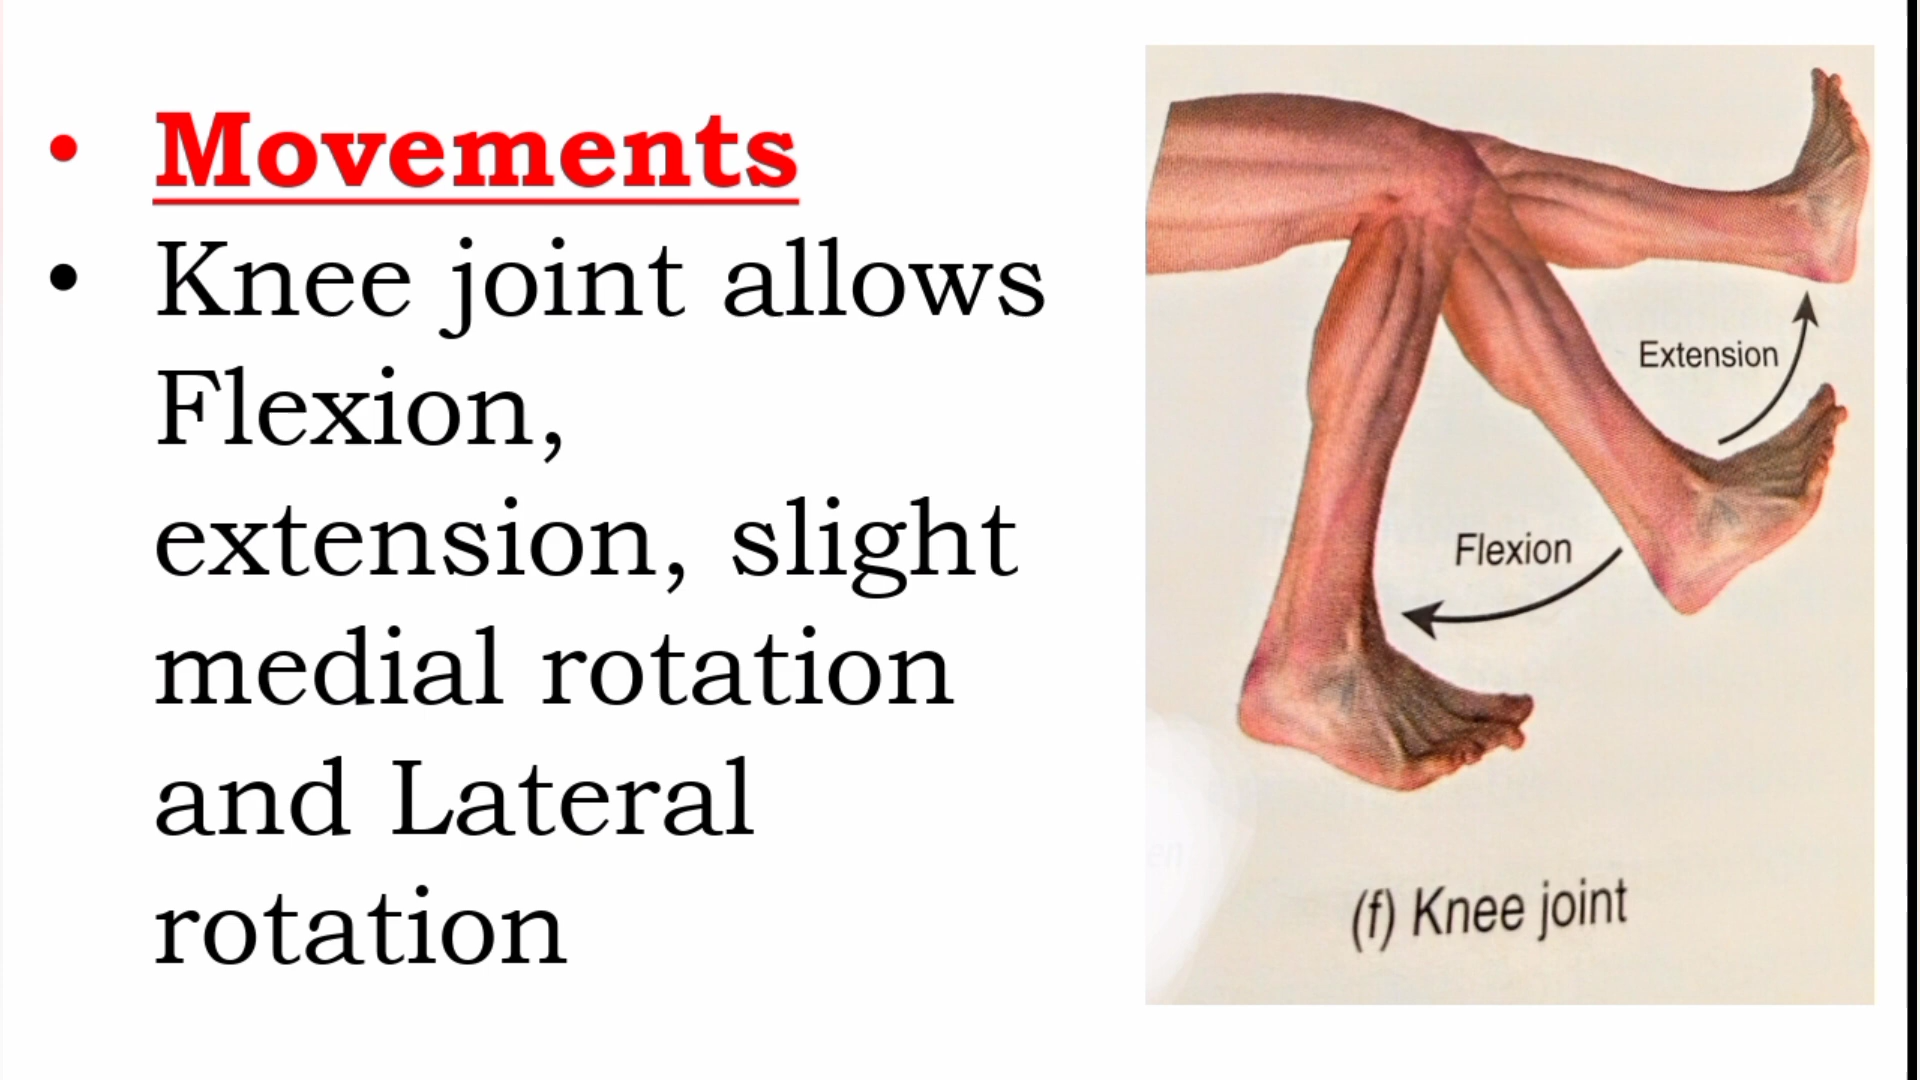 • Movements
• Knee joint allows
Flexion,
extension, slight
medial rotation
and Lateral
rotation
Extension
Flexion
(f) Knee joint